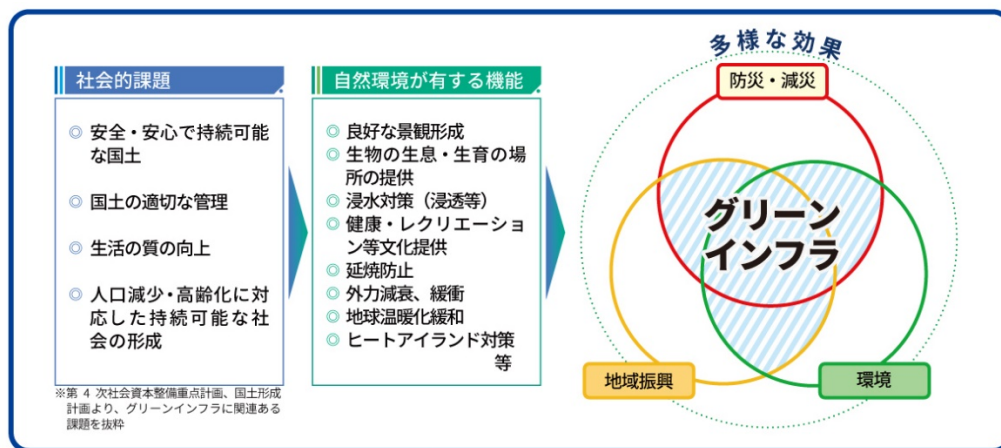 社会的課題
◎ 安全・安心で持続可能
な国土
◎ 国土の適切な管理
◎ 生活の質の向上
◎ 人口減少・高齢化に対
応した持続可能な社
会の形成
※第 4 次社会資本整備重点計画、国土形成
計画より、グリーンインフラに関連ある
課題を抜粋
自然環境が有する機能
◎ 良好な景観形成
◎ 生物の生息・生育の場
所の提供
◎ 浸水対策（浸透等）
◎ 健康・レクリエーショ
ン等文化提供
◎ 延焼防止
◎ 外力減衰、緩衝
◎ 地球温暖化緩和
◎ ヒートアイランド対策
等
多様な効果
防災・減災
グリーン
インフラ
地域振興
環境